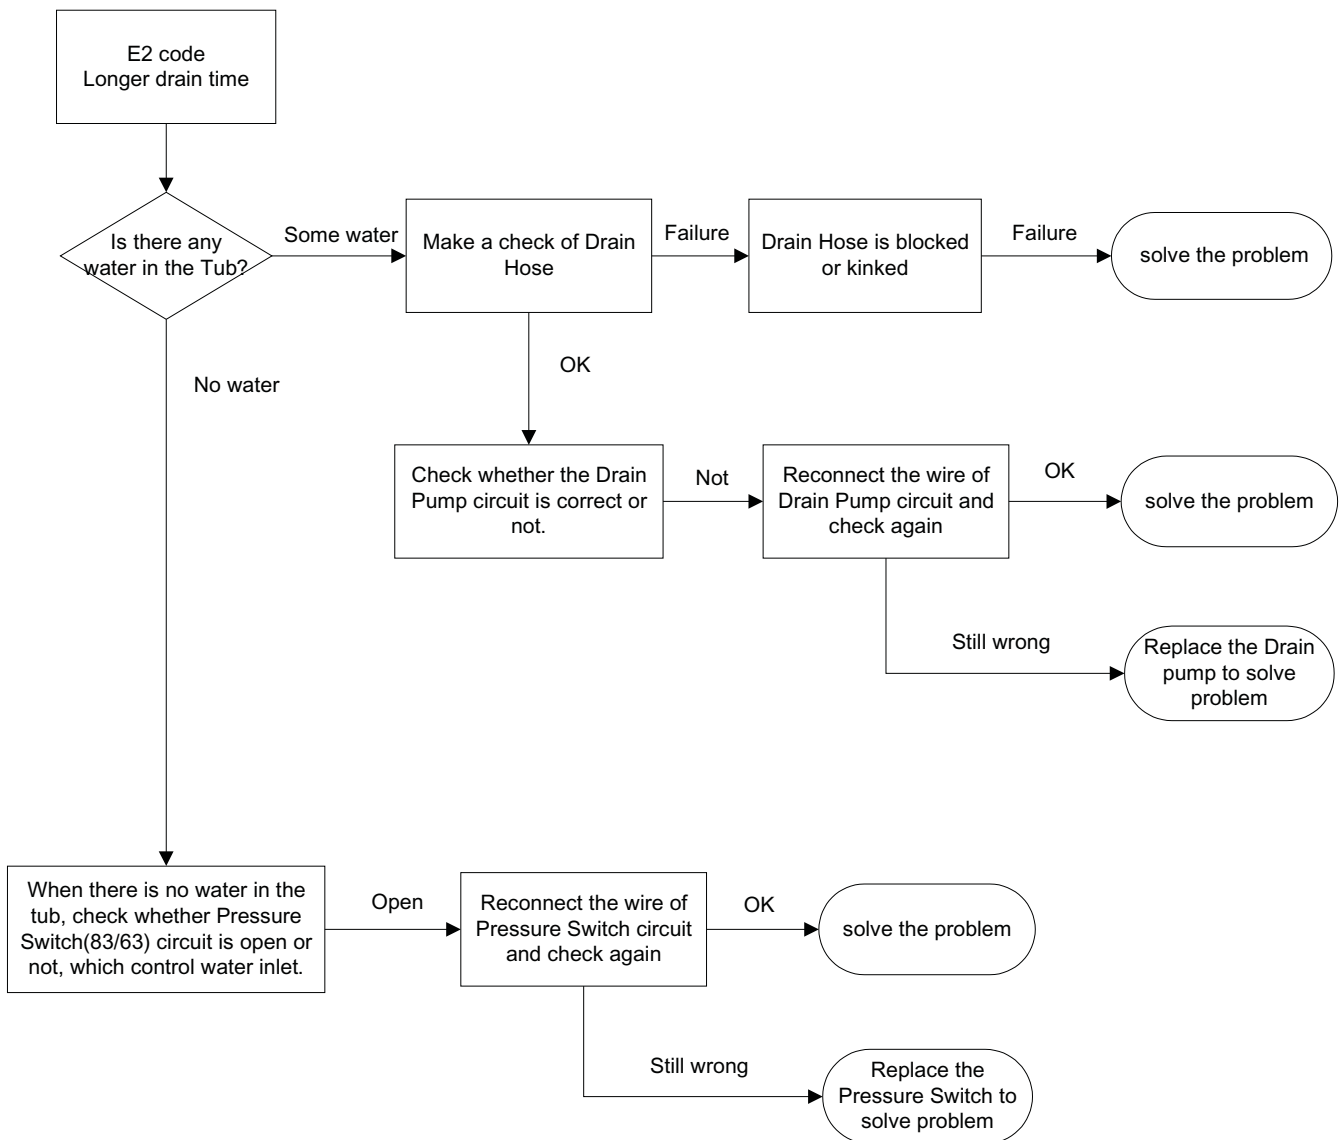 E2 code
Longer drain time
Is there any
water in the Tub?
Some water
Make a check of Drain
Hose
Failure
Drain Hose is blocked
or kinked
Failure
solve the problem
OK
No water
Check whether the Drain
Pump circuit is correct or
not.
Not
Reconnect the wire of
Drain Pump circuit and
check again
OK
solve the problem
Still wrong
Replace the Drain
pump to solve
problem
When there is no water in the
tub, check whether Pressure
Switch(83/63) circuit is open or
not, which control water inlet.
Open
Reconnect the wire of
Pressure Switch circuit
and check again
OK
solve the problem
Still wrong
Replace the
Pressure Switch to
solve problem